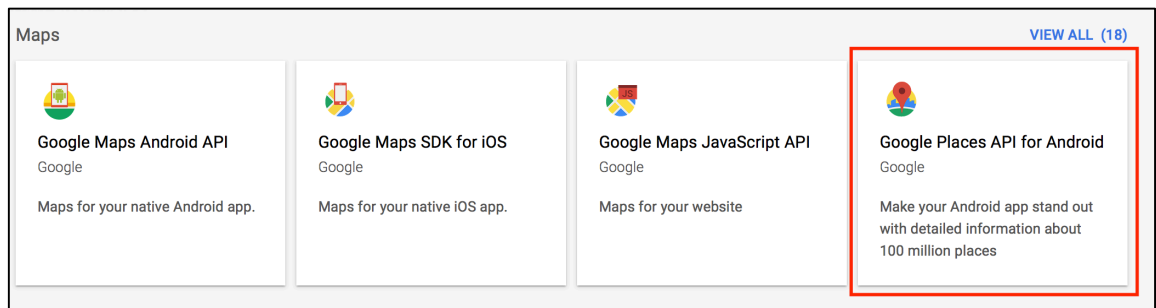 Maps
VIEW ALL (18)
Google Maps Android API
Google
Maps for your native Android app.
Google Maps SDK for iOS
Google
Maps for your native iOS app.
JS
Google Maps JavaScript API
Google
Maps for your website
Google Places API for Android
Google
Make your Android app stand out
with detailed information about
100 million places